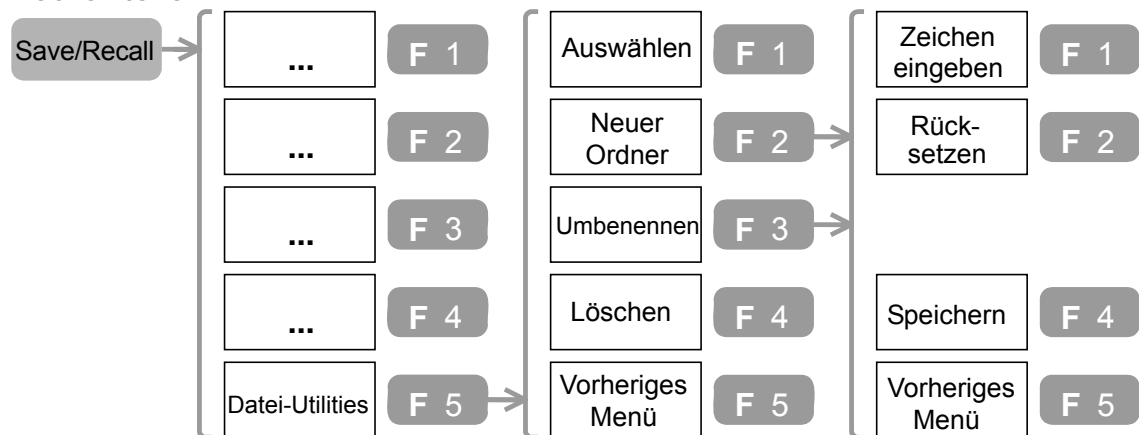 Save/Recall
...
F 1
...
F 2
...
F 3
...
F 4
Datei-Utilities
F 5
Auswählen
F 1
Neuer
Ordner
F 2
Umbenennen
F 3
Löschen
F 4
Vorheriges
Menü
F 5
Zeichen
eingeben
F 1
Rück-
setzen
F 2
Speichern
F 4
Vorheriges
Menü
F 5